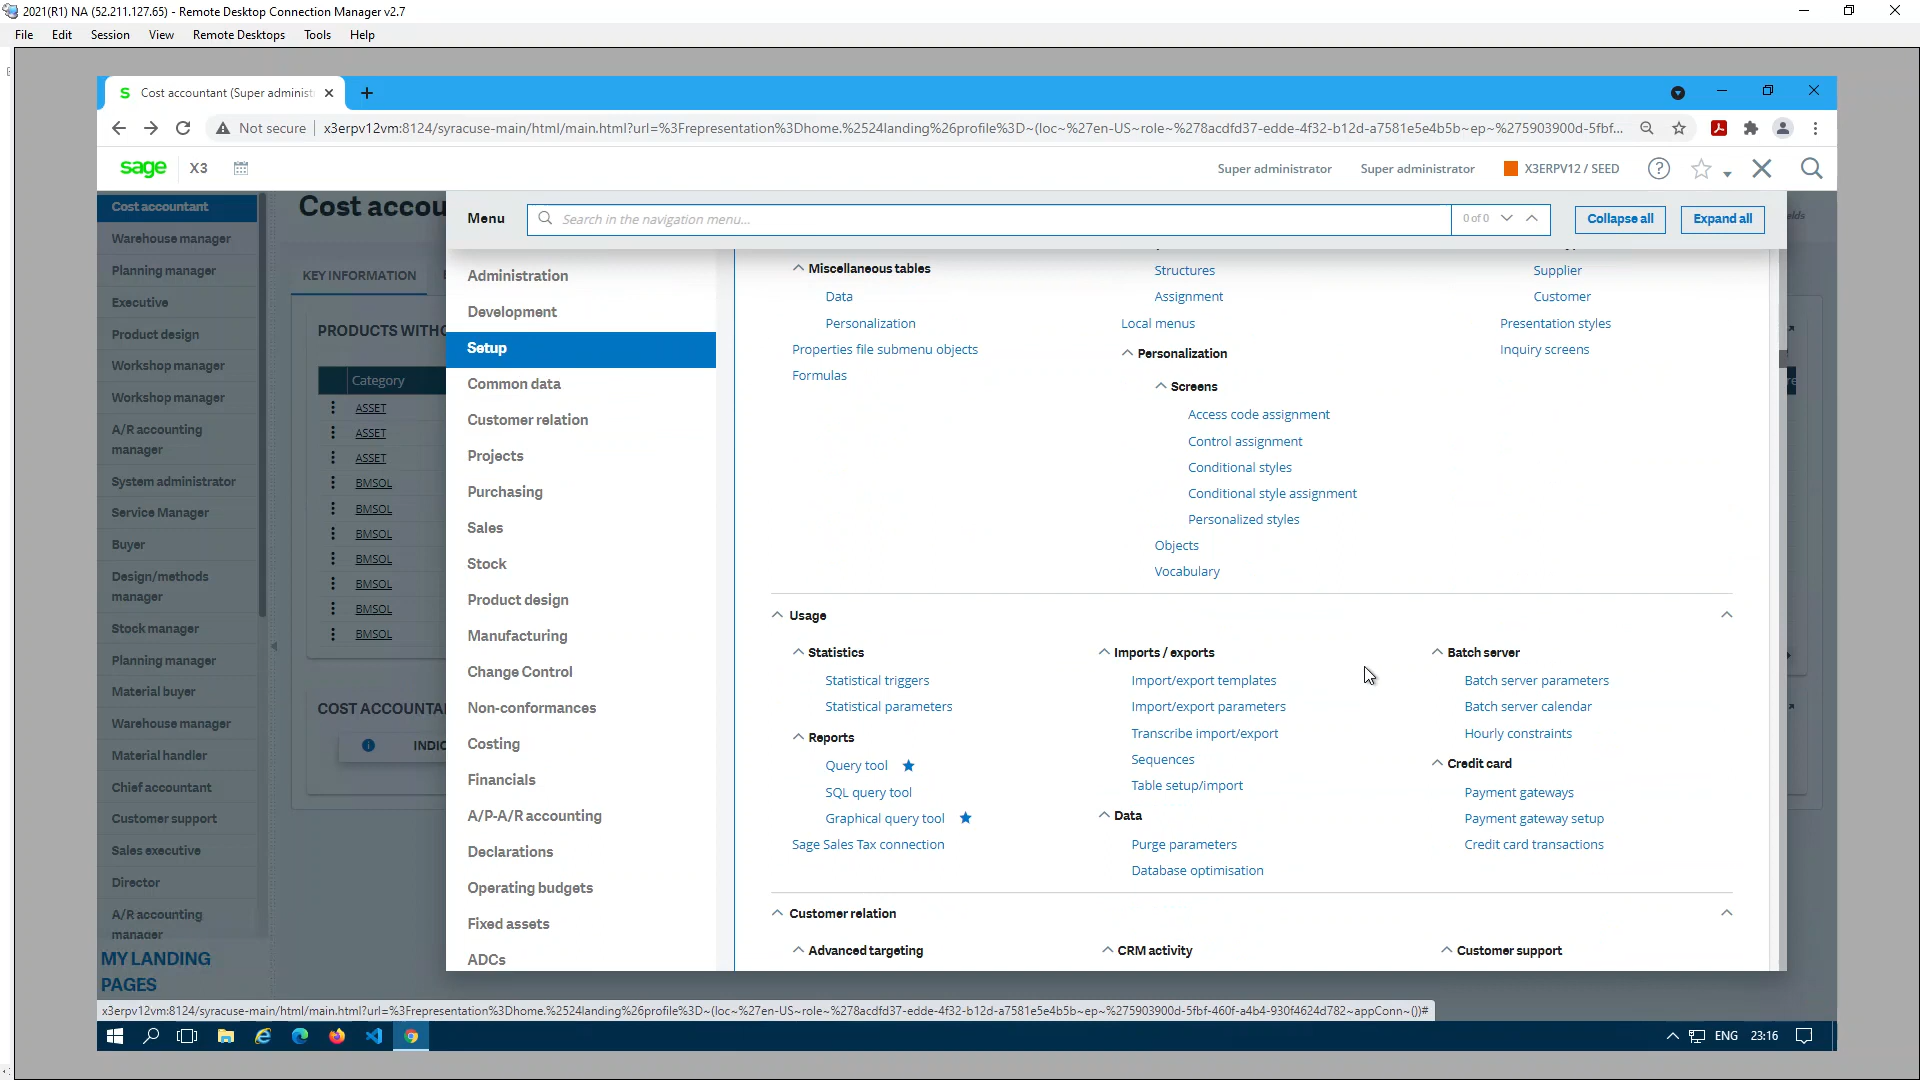 2021(R1) NA (52.211.127.65) - Remote Desktop Connection Manager v2.7
File Edit Session View Remote Desktops Tools Help
Cost accountant (Super administ
Not secure x3erpv12vm:8124/syracuse-main/html/main.html?url=%3Frepresentation%3Dhome.%2524landing%26profile%3D~(loc~%27en-US~role~%278acdfd37-edde-4f32-b12d-a7581e5e4b5b~ep~%275903900d-5fbf...
sage X3 Super administrator Super administrator X3ERPV12 / SEED
Cost accountant
Warehouse manager
Planning manager
Executive
Product design
Workshop manager
Workshop manager
A/R accounting
manager
System administrator
Service Manager
Buyer
Design/methods
manager
Stock manager
Planning manager
Material buyer
Warehouse manager
Material handler
Chief accountant
Customer support
Sales executive
Director
A/R accounting
manager
MY LANDING
PAGES
Cost accou
KEY INFORMATION
PRODUCTS WITHO
Category
ASSET
ASSET
ASSET
BMSOL
BMSOL
BMSOL
BMSOL
BMSOL
BMSOL
BMSOL
COST ACCOUNTA
INDIC
Menu Search in the navigation menu... 0 of 0 Collapse all Expand all
Administration
Development
Setup
Common data
Customer relation
Projects
Purchasing
Sales
Stock
Product design
Manufacturing
Change Control
Non-conformances
Costing
Financials
A/P-A/R accounting
Declarations
Operating budgets
Fixed assets
ADCs
Miscellaneous tables
Data
Personalization
Properties file submenu objects
Formulas
Structures
Assignment
Local menus
Personalization
Screens
Access code assignment
Control assignment
Conditional styles
Conditional style assignment
Personalized styles
Objects
Vocabulary
Supplier
Customer
Presentation styles
Inquiry screens
Usage
Statistics
Statistical triggers
Statistical parameters
Reports
Query tool
SQL query tool
Graphical query tool
Sage Sales Tax connection
Imports / exports
Import/export templates
Import/export parameters
Transcribe import/export
Sequences
Table setup/import
Data
Purge parameters
Database optimisation
Batch server
Batch server parameters
Batch server calendar
Hourly constraints
Credit card
Payment gateways
Payment gateway setup
Credit card transactions
Customer relation
Advanced targeting CRM activity Customer support
x3erpv12vm:8124/syracuse-main/html/main.html?url=%3Frepresentation%3Dhome.%2524landing%26profile%3D~(loc~%27en-US~role~%278acdfd37-edde-4f32-b12d-a7581e5e4b5b~ep~%275903900d-5fbf-460f-a4b4-930f4624d782~appConn~())#
ENG 23:16